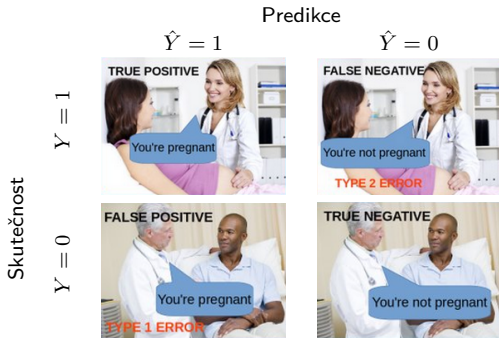 Predikce
Ŷ = 1
Ŷ = 0
Skutečnost
Y = 1
TRUE POSITIVE
You're pregnant
FALSE NEGATIVE
You're not pregnant
TYPE 2 ERROR
Y = 0
FALSE POSITIVE
You're pregnant
TYPE 1 ERROR
TRUE NEGATIVE
You're not pregnant